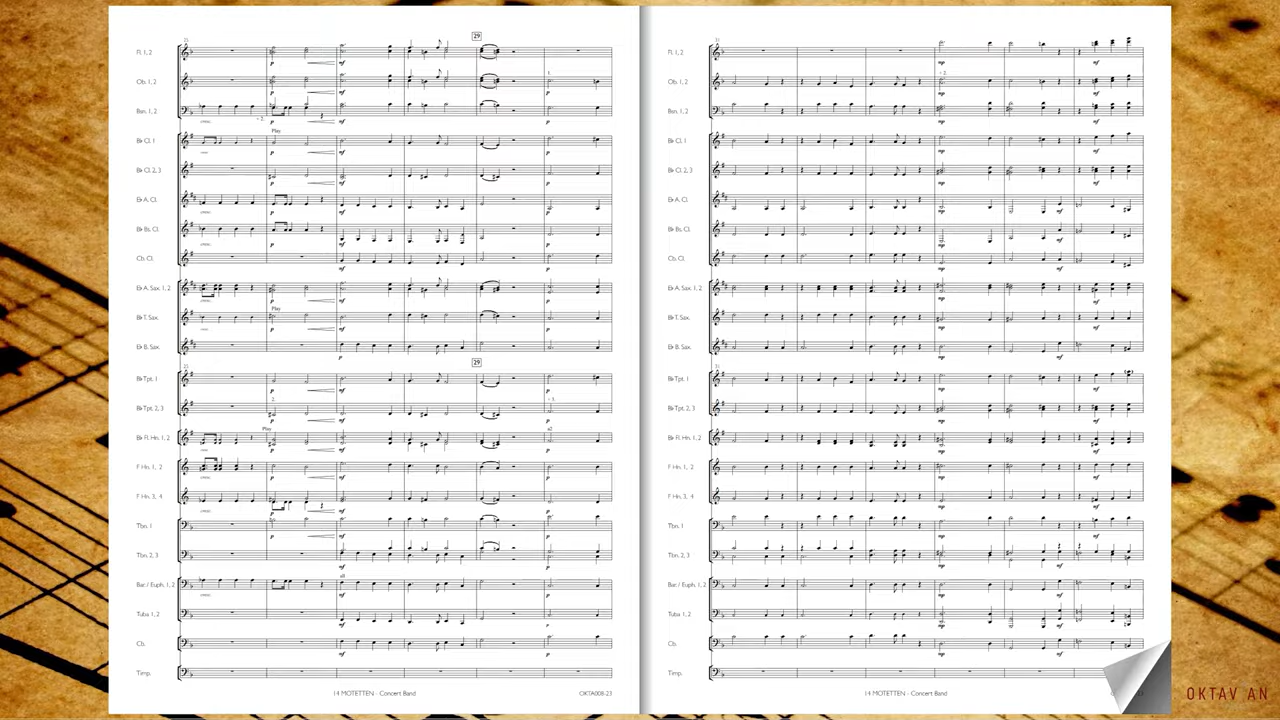 25
29
Fl. 1, 2
Ob. 1, 2
Bsn. 1, 2
B♭ Cl. 1
B♭ Cl. 2, 3
E♭ A. Cl.
B♭ Bs. Cl.
Cb. Cl.
E♭ A. Sax. 1, 2
B♭ T. Sax.
E♭ B. Sax.
29
B♭ Tpt. 1
B♭ Tpt. 2, 3
B♭ Fl. Hn. 1, 2
F Hn. 1, 2
F Hn. 3, 4
Tbn. 1
Tbn. 2, 3
Bar. / Euph. 1, 2
Tuba 1, 2
Cb.
Timp.
Play
Play
Play
14 MOTETTEN - Concert Band
OKTA008-23
31
Fl. 1, 2
Ob. 1, 2
Bsn. 1, 2
B♭ Cl. 1
B♭ Cl. 2, 3
E♭ A. Cl.
B♭ Bs. Cl.
Cb. Cl.
E♭ A. Sax. 1, 2
B♭ T. Sax.
E♭ B. Sax.
B♭ Tpt. 1
B♭ Tpt. 2, 3
B♭ Fl. Hn. 1, 2
F Hn. 1, 2
F Hn. 3, 4
Tbn. 1
Tbn. 2, 3
Bar. / Euph. 1, 2
Tuba 1, 2
Cb.
Timp.
14 MOTETTEN - Concert Band
OKTAV AN